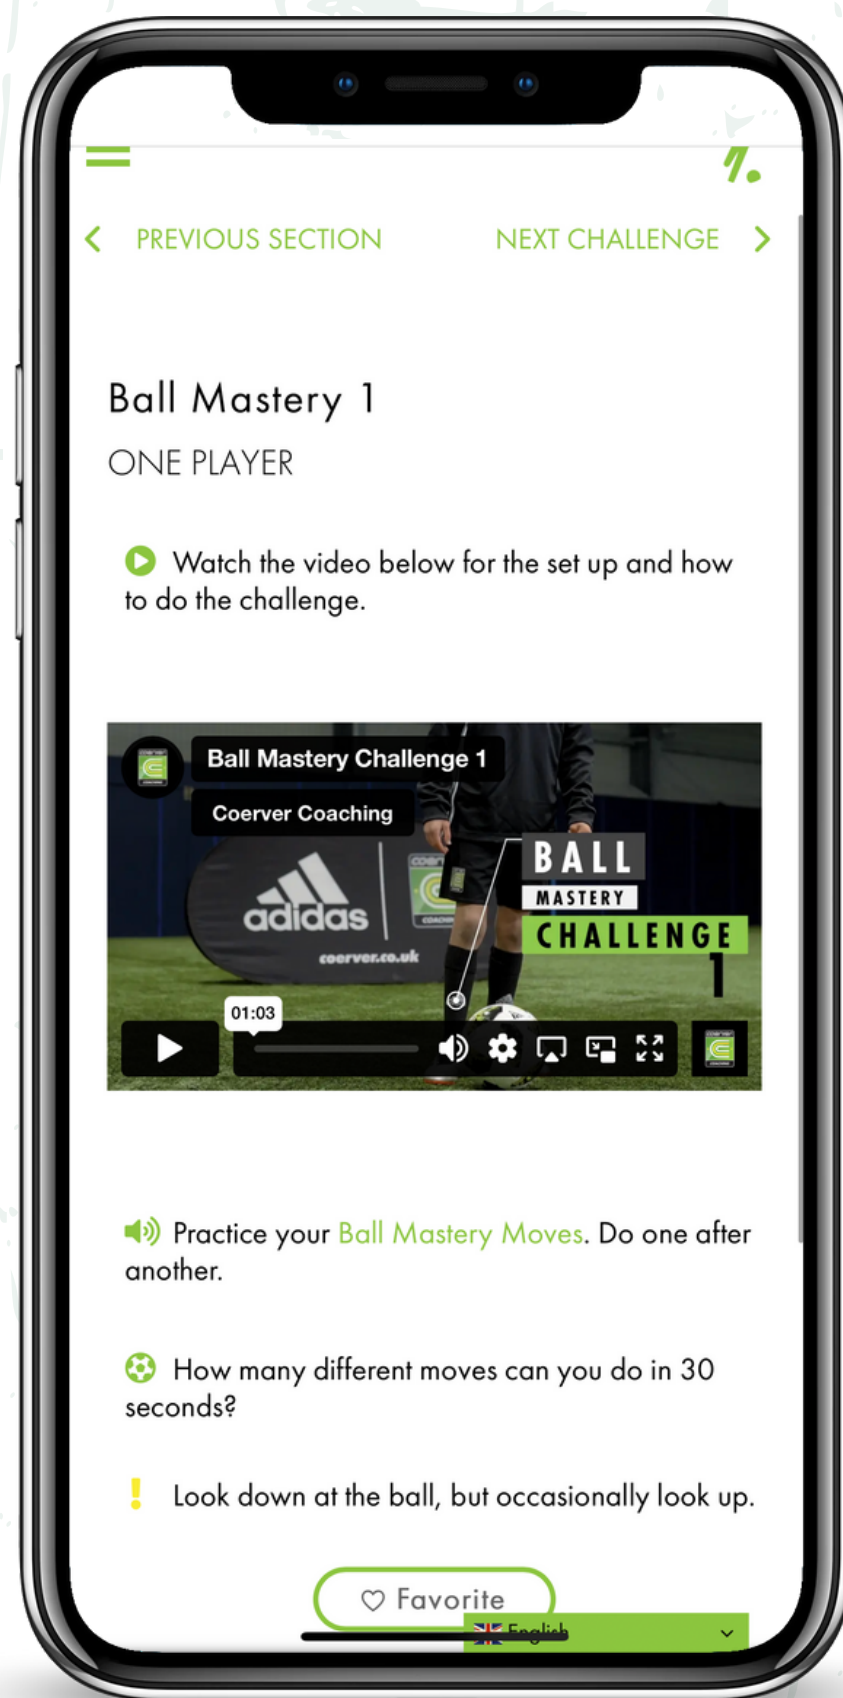 1.
PREVIOUS SECTION
NEXT CHALLENGE
Ball Mastery 1
ONE PLAYER
Watch the video below for the set up and how
to do the challenge.
Ball Mastery Challenge 1
Coerver Coaching
BALL
MASTERY
CHALLENGE
1
adidas
coerver.co.uk
01:03
Practice your Ball Mastery Moves. Do one after
another.
How many different moves can you do in 30
seconds?
! Look down at the ball, but occasionally look up.
Favorite
English